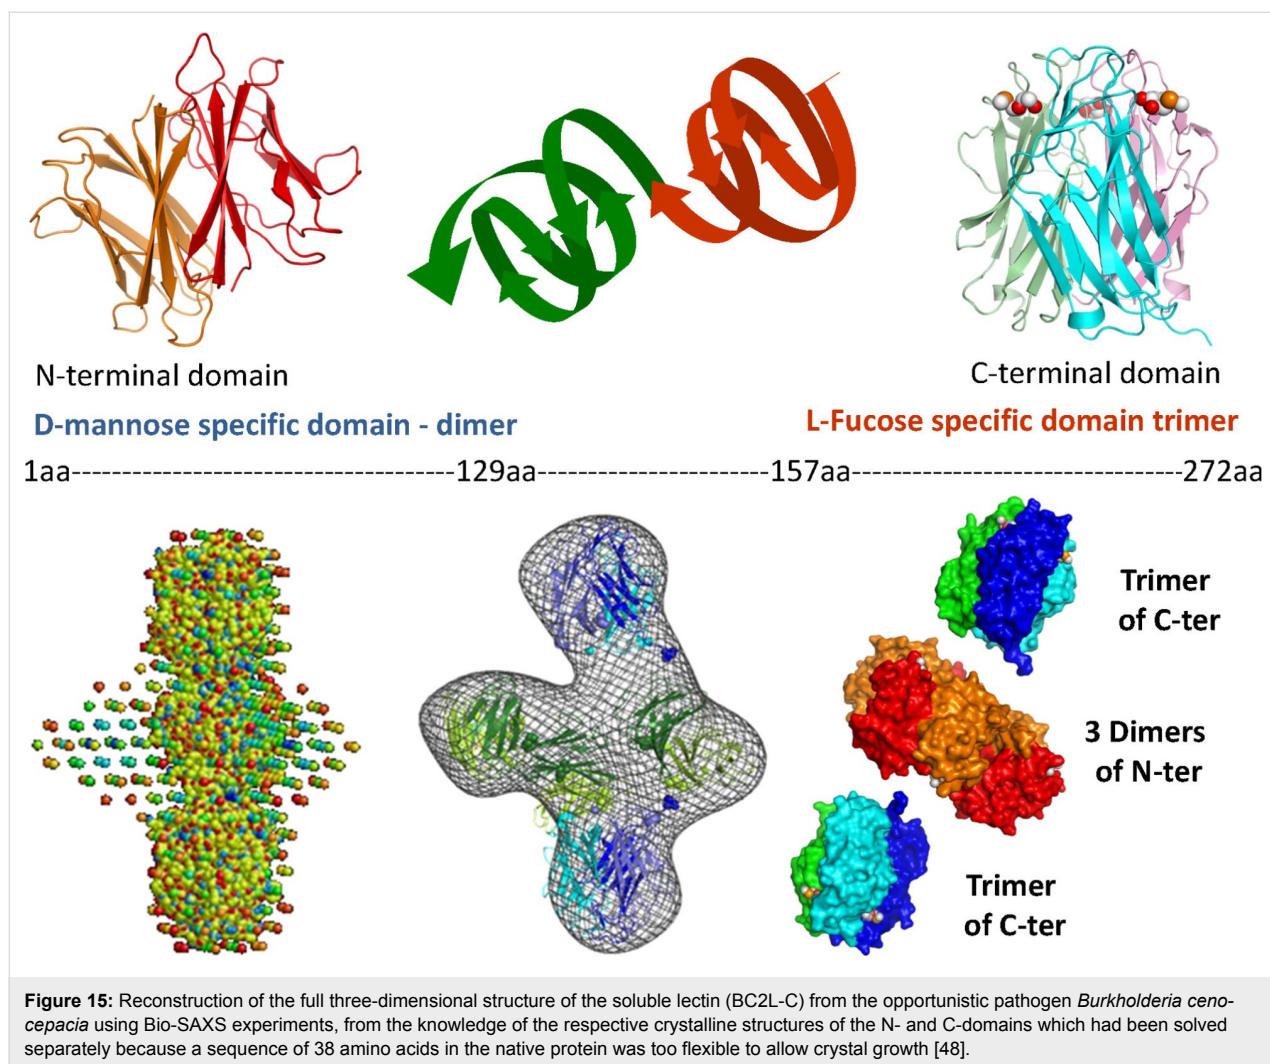 N-terminal domain
C-terminal domain
D-mannose specific domain - dimer
L-Fucose specific domain trimer
1aa-----------------------------------129aa---------------------157aa------------------------------272aa
Trimer
of C-ter
3 Dimers
of N-ter
Trimer
of C-ter
Figure 15: Reconstruction of the full three-dimensional structure of the soluble lectin (BC2L-C) from the opportunistic pathogen Burkholderia ceno-
cepacia using Bio-SAXS experiments, from the knowledge of the respective crystalline structures of the N- and C-domains which had been solved
separately because a sequence of 38 amino acids in the native protein was too flexible to allow crystal growth [48].